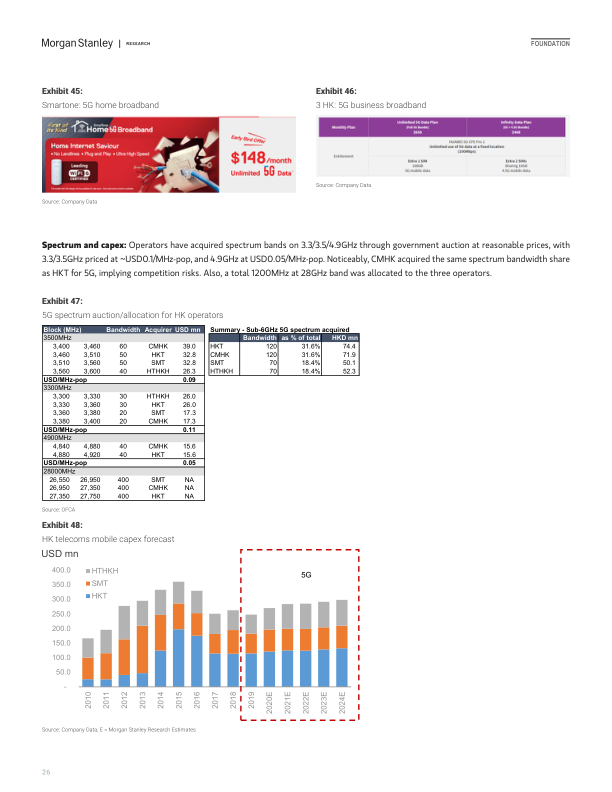 Morgan Stanley | RESEARCH
FOUNDATION
Exhibit 45:
Smartone: 5G home broadband
Home 5G Broadband
Home Internet Saviour
• No Landlines • Plug and Play • Ultra High Speed
Early Bird Offer
$148/month
Unlimited 5G Data
Source: Company Data
Exhibit 46:
3 HK: 5G business broadband
Monthly Plan
Unlimited 5G Data Plan
Infinity Data Plan
Entitlement
Source: Company Data
Spectrum and capex: Operators have acquired spectrum bands on 3.3/3.5/4.9GHz through government auction at reasonable prices, with
3.3/3.5GHz priced at ~USD0.1/MHz-pop, and 4.9GHz at USD0.05/MHz-pop. Noticeably, CMHK acquired the same spectrum bandwidth share
as HKT for 5G, implying competition risks. Also, a total 1200MHz at 28GHz band was allocated to the three operators.
Exhibit 47:
5G spectrum auction/allocation for HK operators
Block (MHz) Bandwidth Acquirer USD mn
3500MHz
3,400 3,460 60 CMHK 39.0
3,460 3,510 50 HKT 32.8
3,510 3,560 50 SMT 32.8
3,560 3,600 40 HTHKH 26.3
USD/MHz-pop 0.09
3300MHz
3,300 3,330 30 HTHKH 26.0
3,330 3,360 30 HKT 26.0
3,360 3,380 20 SMT 17.3
3,380 3,400 20 CMHK 17.3
USD/MHz-pop 0.11
4900MHz
4,840 4,880 40 CMHK 15.6
4,880 4,920 40 HKT 15.6
USD/MHz-pop 0.05
28000MHz
26,550 26,950 400 SMT NA
26,950 27,350 400 CMHK NA
27,350 27,750 400 HKT NA
Summary - Sub-6GHz 5G spectrum acquired
Bandwidth as % of total HKD mn
HKT 120 31.6% 74.4
CMHK 120 31.6% 71.9
SMT 70 18.4% 50.1
HTHKH 70 18.4% 52.3
Source: OFCA
Exhibit 48:
HK telecoms mobile capex forecast
USD mn
400.0
350.0
300.0
250.0
200.0
150.0
100.0
50.0
-
HTHKH
SMT
HKT
5G
2010 2011 2012 2013 2014 2015 2016 2017 2018 2019 2020E 2021E 2022E 2023E 2024E
Source: Company Data, E = Morgan Stanley Research Estimates
26